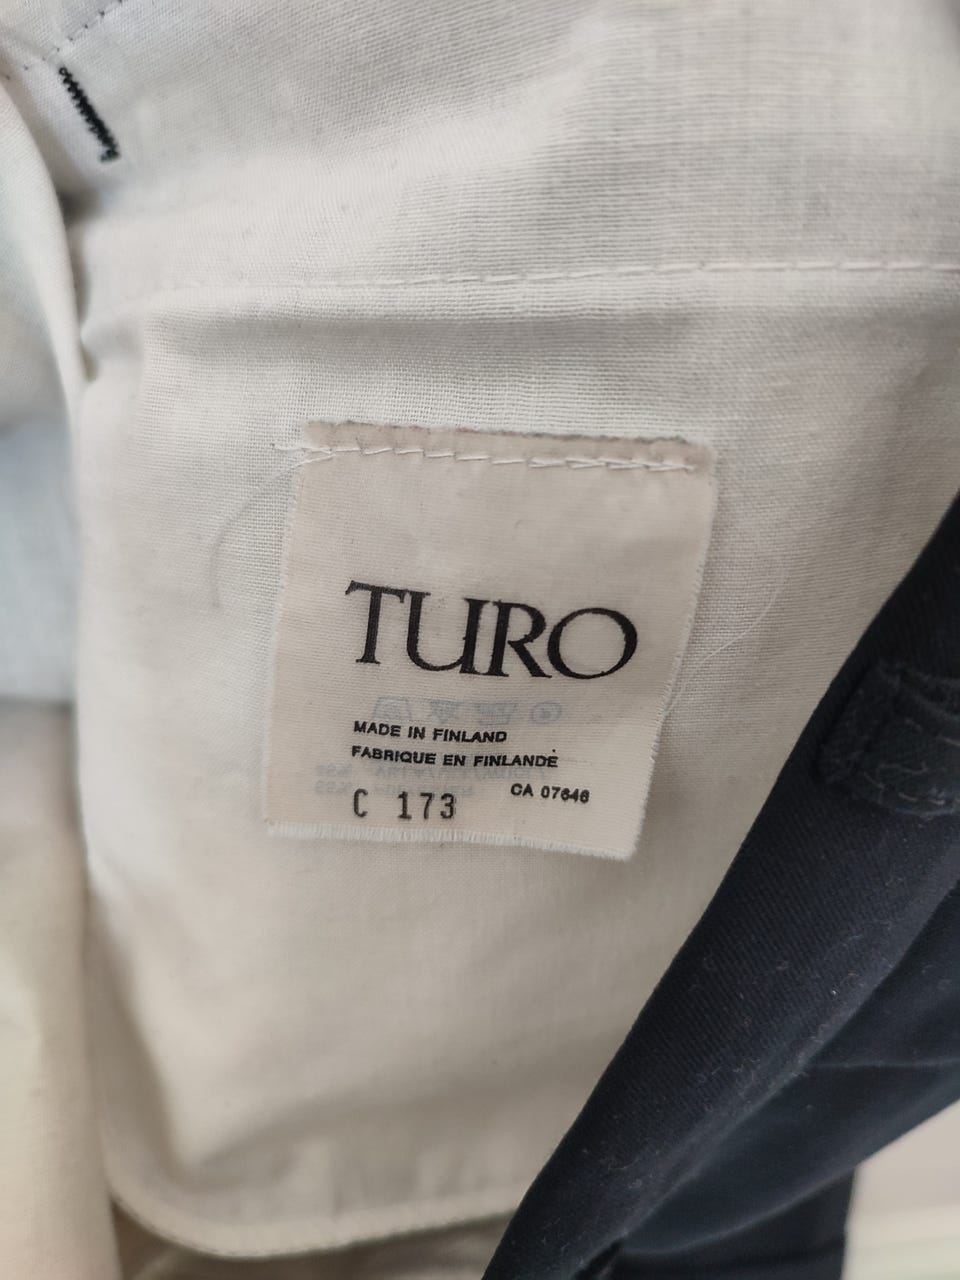 TURO
MADE IN FINLAND
FABRIQUE EN FINLANDE
CA 07646
C 173